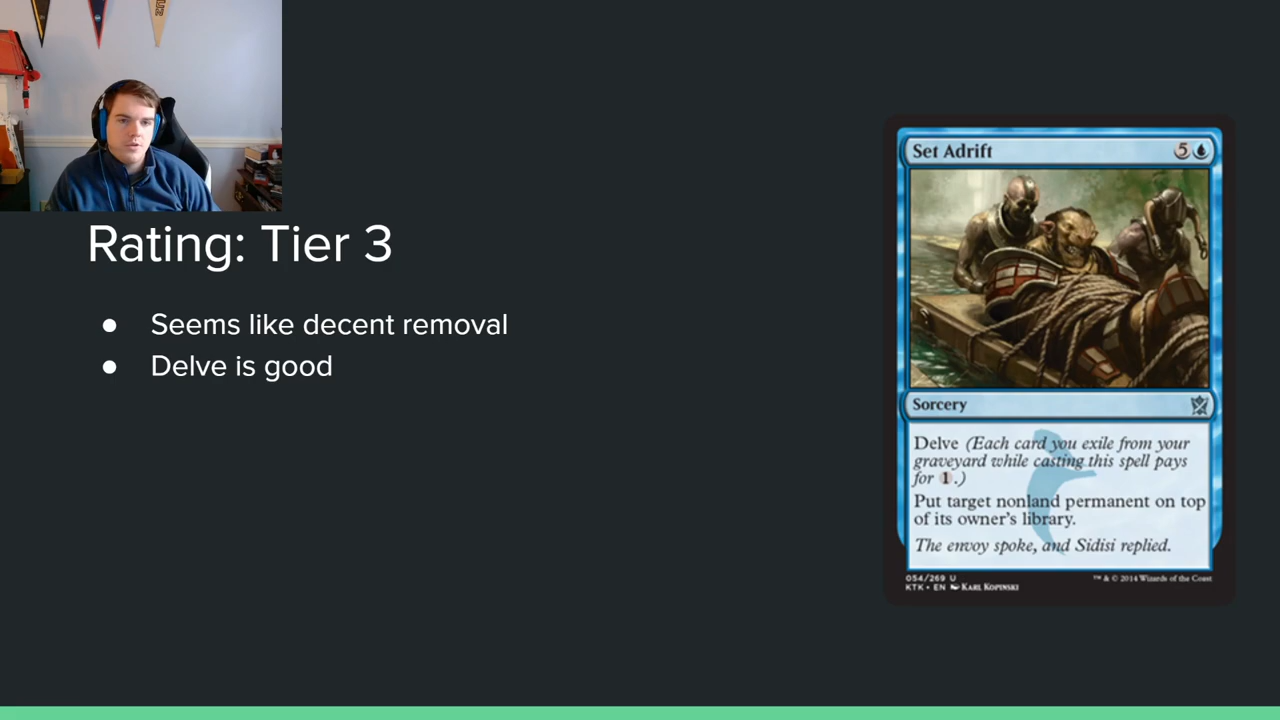 Rating: Tier 3
● Seems like decent removal
● Delve is good
Set Adrift 5
Sorcery
Delve (Each card you exile from your
graveyard while casting this spell pays
for 1.)
Put target nonland permanent on top
of its owner's library.
The envoy spoke, and Sidisi replied.
054/269 U
KTK • EN Karl Kopinski
™ & © 2014 Wizards of the Coast